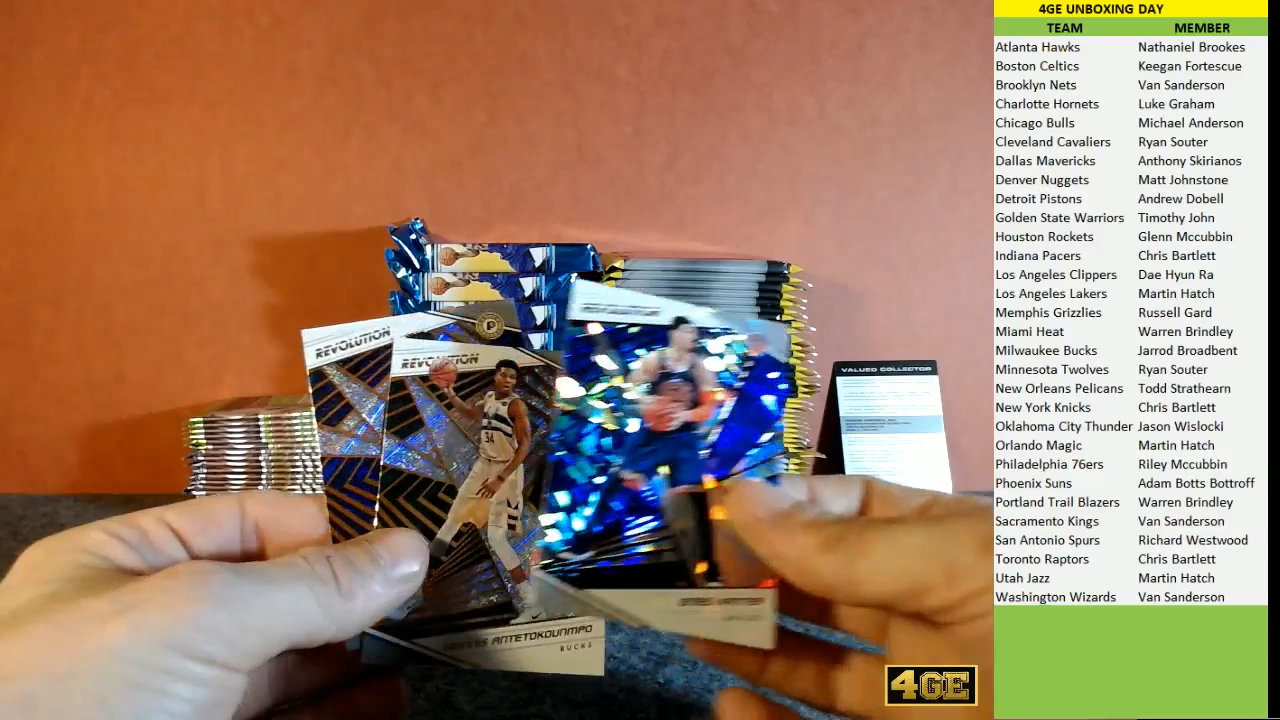 4GE UNBOXING DAY
TEAM MEMBER
Atlanta Hawks Nathaniel Brookes
Boston Celtics Keegan Fortescue
Brooklyn Nets Van Sanderson
Charlotte Hornets Luke Graham
Chicago Bulls Michael Anderson
Cleveland Cavaliers Ryan Souter
Dallas Mavericks Anthony Skirianos
Denver Nuggets Matt Johnstone
Detroit Pistons Andrew Dobell
Golden State Warriors Timothy John
Houston Rockets Glenn Mccubbin
Indiana Pacers Chris Bartlett
Los Angeles Clippers Dae Hyun Ra
Los Angeles Lakers Martin Hatch
Memphis Grizzlies Russell Gard
Miami Heat Warren Brindley
Milwaukee Bucks Jarrod Broadbent
Minnesota Twolves Ryan Souter
New Orleans Pelicans Todd Strathearn
New York Knicks Chris Bartlett
Oklahoma City Thunder Jason Wislocki
Orlando Magic Martin Hatch
Philadelphia 76ers Riley Mccubbin
Phoenix Suns Adam Botts Bottroff
Portland Trail Blazers Warren Brindley
Sacramento Kings Van Sanderson
San Antonio Spurs Richard Westwood
Toronto Raptors Chris Bartlett
Utah Jazz Martin Hatch
Washington Wizards Van Sanderson
REVOLUTION
REVOLUTION
34
ANTETOKOUNMPO
BUCKS
VALUED COLLECTOR
4GE